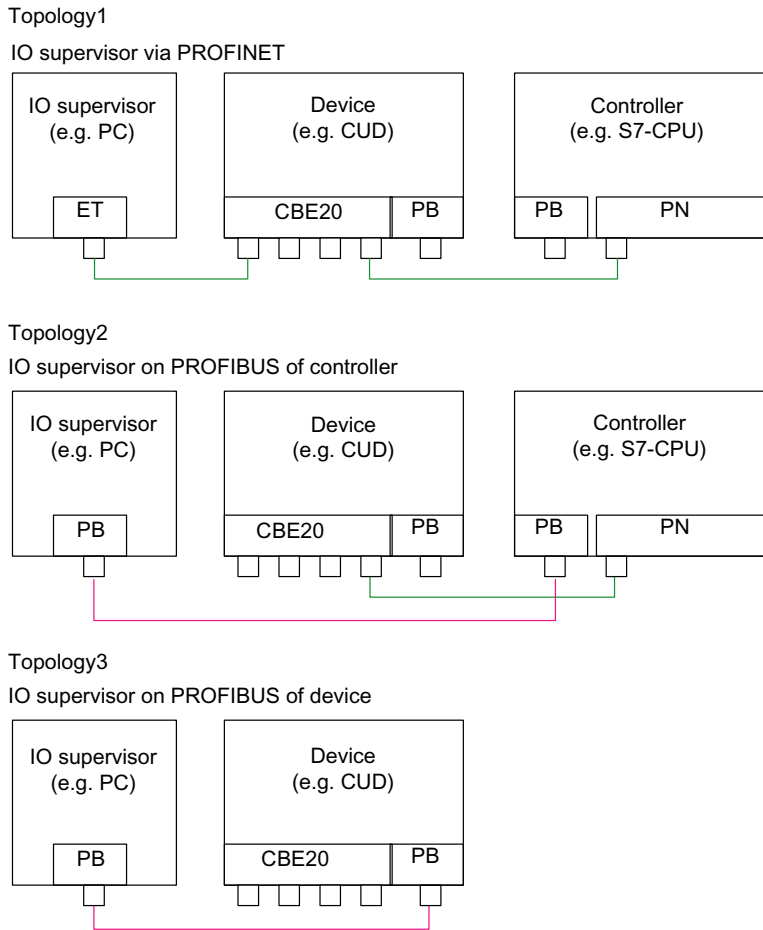 Topology1
IO supervisor via PROFINET
IO supervisor
(e.g. PC)
Device
(e.g. CUD)
Controller
(e.g. S7-CPU)
ET
CBE20
PB
PB
PN
Topology2
IO supervisor on PROFIBUS of controller
IO supervisor
(e.g. PC)
Device
(e.g. CUD)
Controller
(e.g. S7-CPU)
PB
CBE20
PB
PB
PN
Topology3
IO supervisor on PROFIBUS of device
IO supervisor
(e.g. PC)
Device
(e.g. CUD)
PB
CBE20
PB